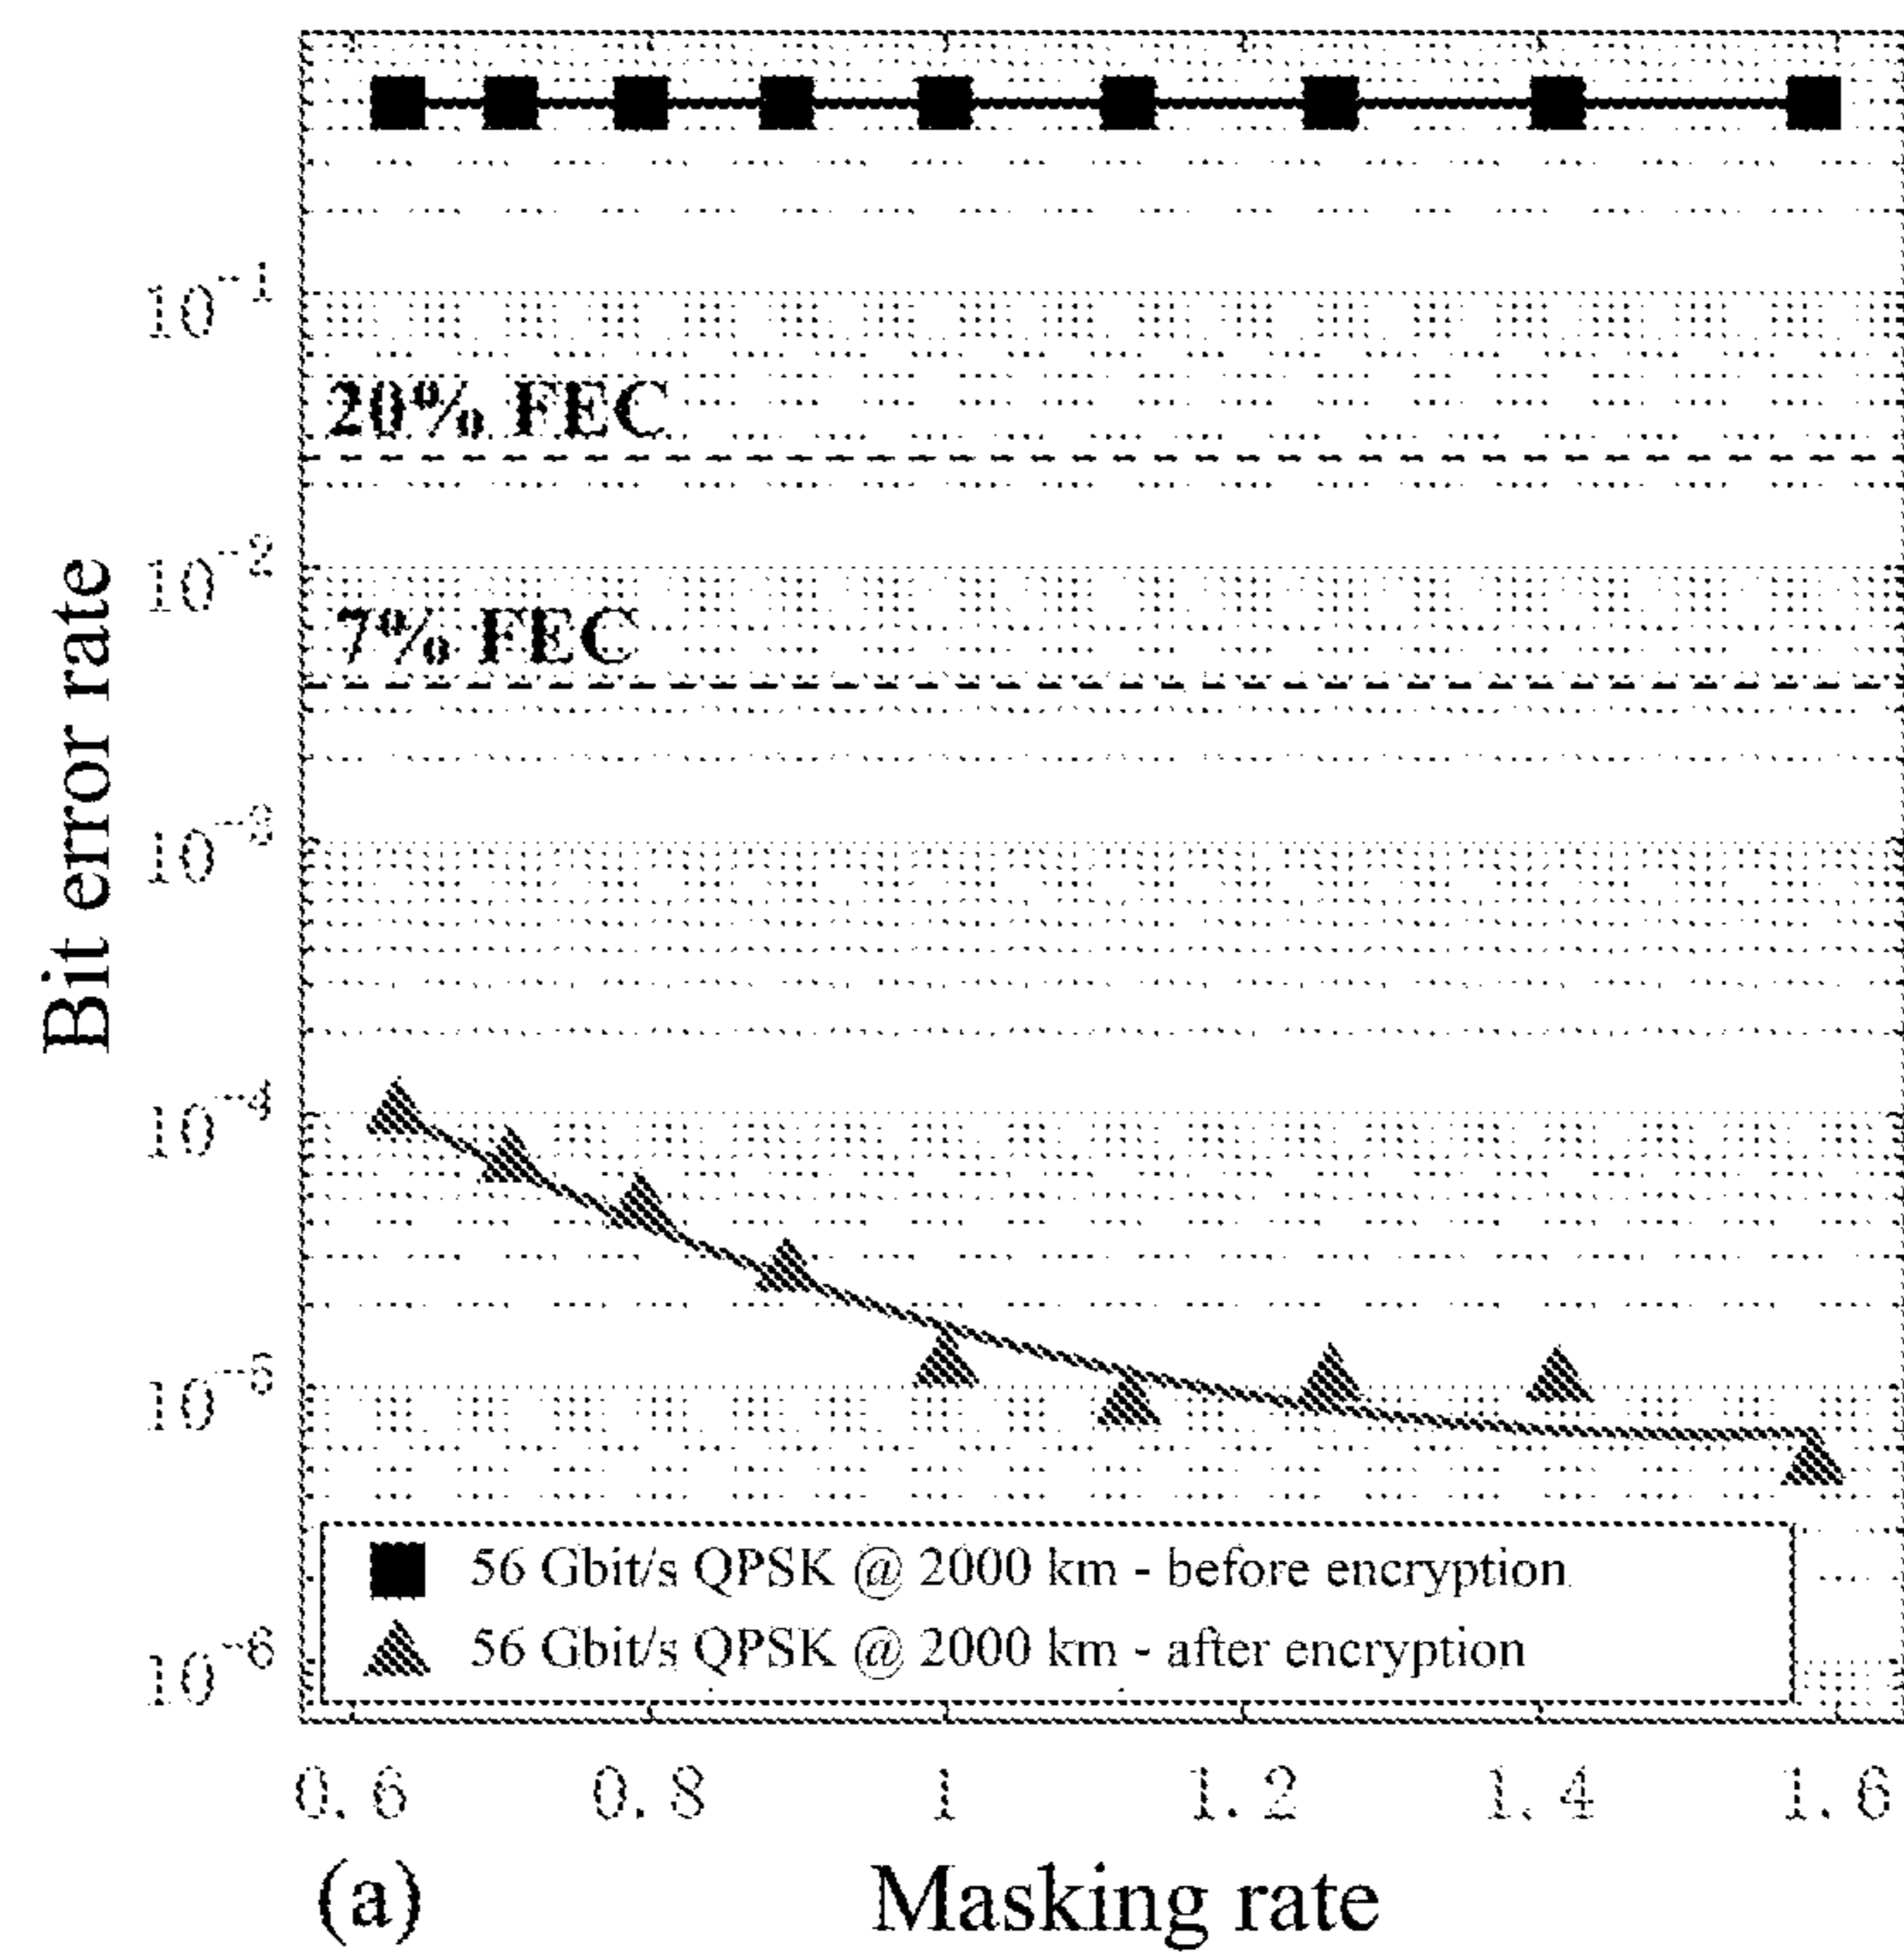 10⁻¹
20% FEC
10⁻²
7% FEC
10⁻³
10⁻⁴
10⁻⁵
10⁻⁶
Bit error rate
56 Gbit/s QPSK @ 2000 km - before encryption
56 Gbit/s QPSK @ 2000 km - after encryption
0.6 0.8 1 1.2 1.4 1.6
(a) Masking rate